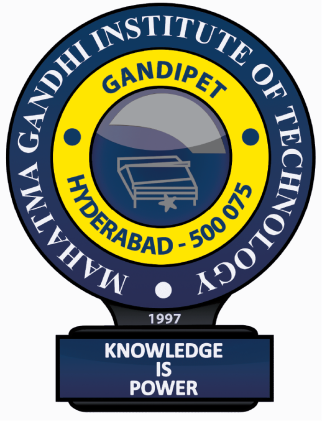 MAHATMA GANDHI INSTITUTE OF TECHNOLOGY
GANDIPET
HYDERABAD - 500 075
1997
KNOWLEDGE
IS
POWER